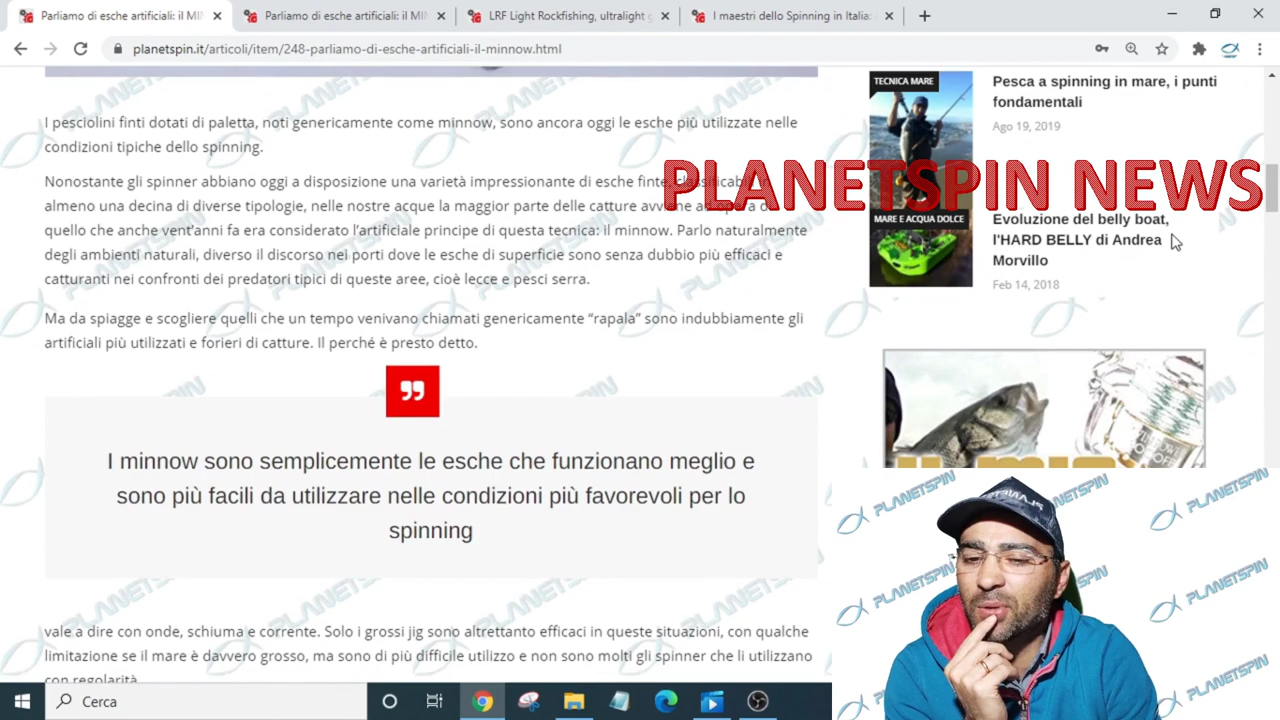 Parliamo di esche artificiali: il MI
Parliamo di esche artificiali: il MI
LRF Light Rockfishing, ultralight
I maestri dello Spinning in Italia:
planetspin.it/articoli/item/248-parliamo-di-esche-artificiali-il-minnow.html
I pesciolini finti dotati di paletta, noti genericamente come minnow, sono ancora oggi le esche più utilizzate nelle
condizioni tipiche dello spinning.
Nonostante gli spinner abbiano oggi a disposizione una varietà impressionante di esche finte,
almeno una decina di diverse tipologie, nelle nostre acque la maggior parte delle catture
quello che anche vent'anni fa era considerato l'artificiale principe di questa tecnica: il minnow. Parlo naturalmente
degli ambienti naturali, diverso il discorso nei porti dove le esche di superficie sono senza dubbio più efficaci e
catturanti nei confronti dei predatori tipici di queste aree, cioè lecce e pesci serra.
Ma da spiagge e scogliere quelli che un tempo venivano chiamati genericamente “rapala” sono indubbiamente gli
artificiali più utilizzati e forieri di catture. Il perché è presto detto.
I minnow sono semplicemente le esche che funzionano meglio e
sono più facili da utilizzare nelle condizioni più favorevoli per lo
spinning
vale a dire con onde, schiuma e corrente. Solo i grossi jig sono altrettanto efficaci in queste situazioni, con qualche
limitazione se il mare è davvero grosso, ma sono di più difficile utilizzo e non sono molti gli spinner che li utilizzano
con regolarità.
TECNICA MARE
Pesca a spinning in mare, i punti
fondamentali
Ago 19, 2019
PLANETSPIN NEWS
MARE E ACQUA DOLCE
Evoluzione del belly boat,
l'HARD BELLY di Andrea
Morvillo
Feb 14, 2018
il mio
PLANETSPIN
PLANETSPIN
PLANETSPIN
PLANETSPIN
Cerca